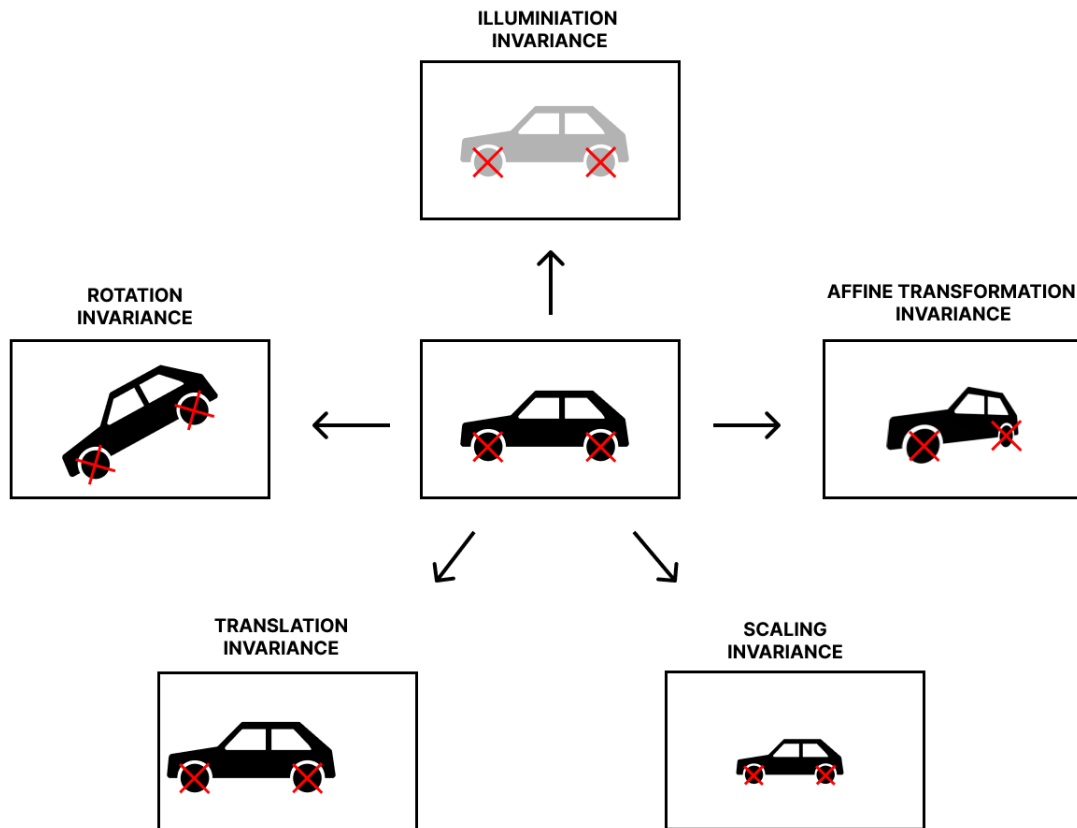 ILLUMINIATION
INVARIANCE
ROTATION
INVARIANCE
AFFINE TRANSFORMATION
INVARIANCE
TRANSLATION
INVARIANCE
SCALING
INVARIANCE